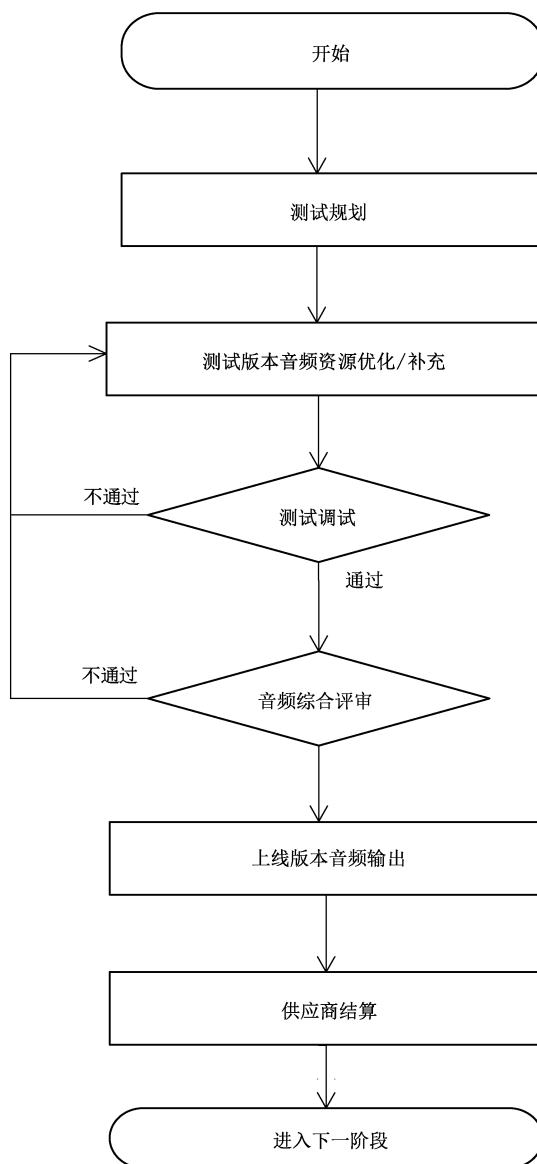 开始
测试规划
测试版本音频资源优化/补充
不通过
测试调试
通过
不通过
音频综合评审
上线版本音频输出
供应商结算
进入下一阶段